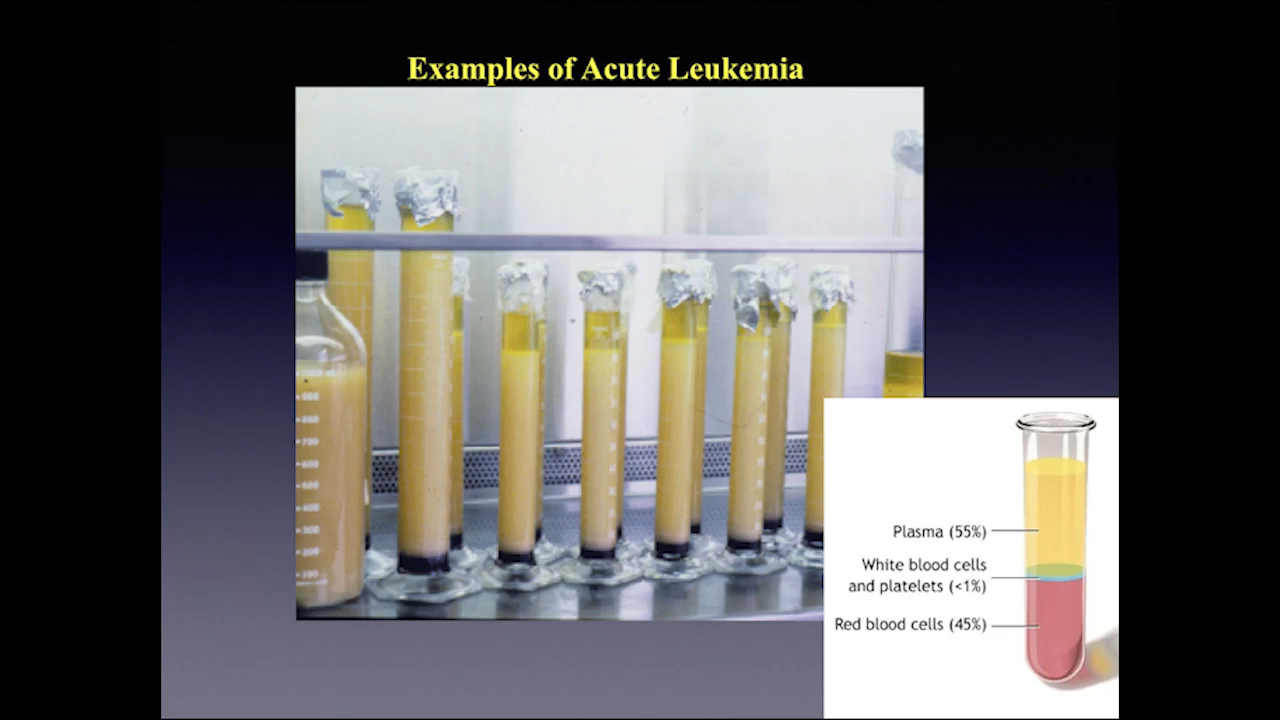 Examples of Acute Leukemia
Plasma (55%)
White blood cells
and platelets (<1%)
Red blood cells (45%)